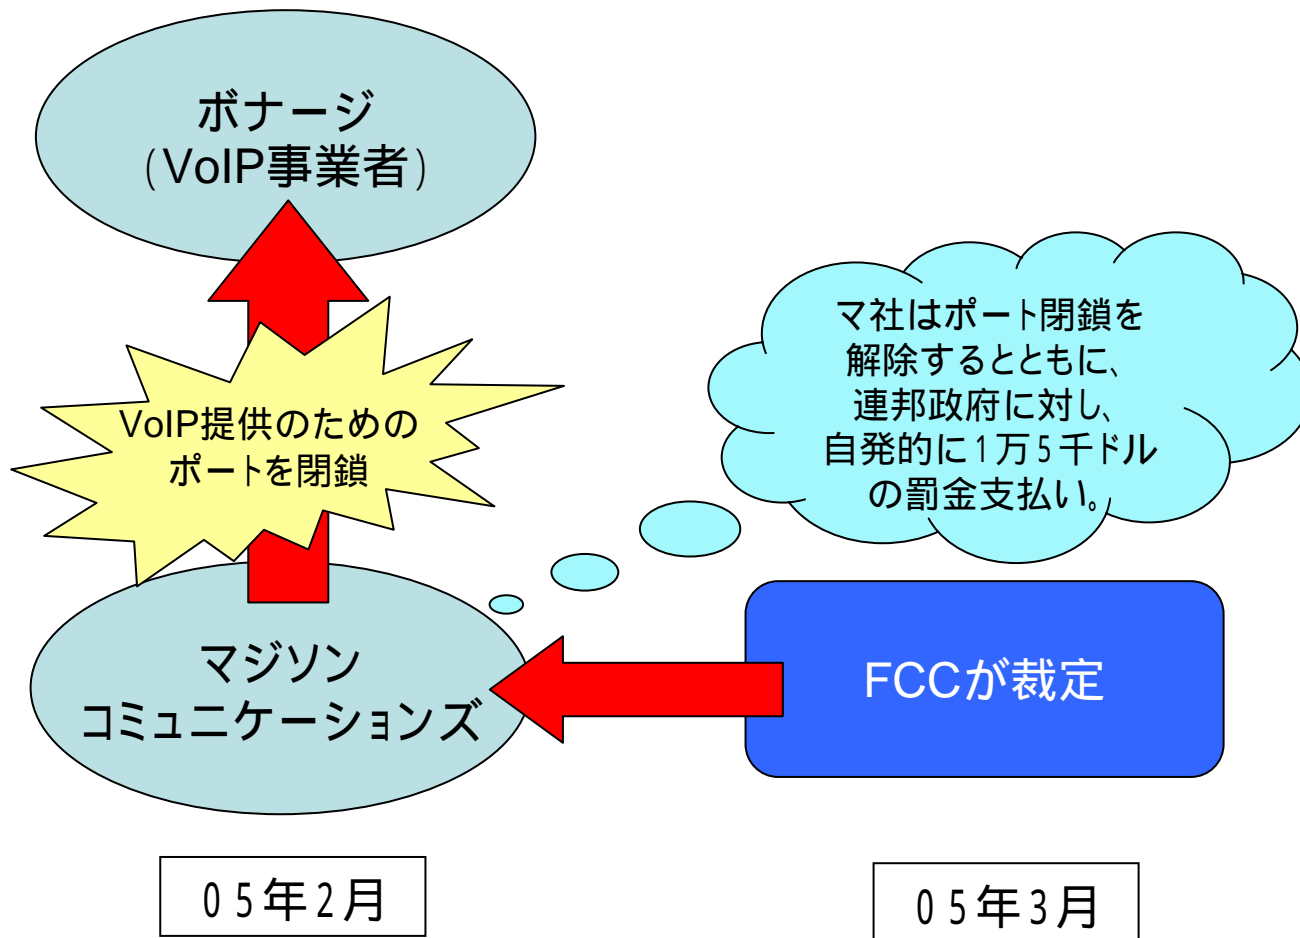 ボナージ
(VoIP事業者)
VoIP提供のための
ポートを閉鎖
マ社はポート閉鎖を
解除するとともに、
連邦政府に対し、
自発的に1万5千ドル
の罰金支払い。
マジソン
コミュニケーションズ
FCCが裁定
05年2月
05年3月